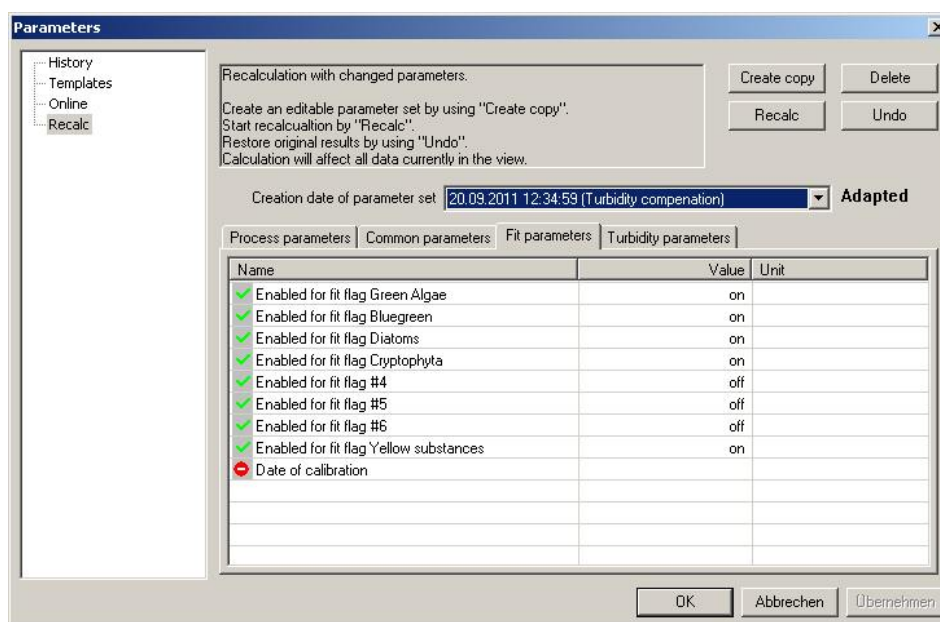 Parameters
History
Templates
Online
Recalc
Recalculation with changed parameters.
Create an editable parameter set by using "Create copy".
Start recalcualtion by "Recalc".
Restore original results by using "Undo".
Calculation will affect all data currently in the view.
Create copy
Delete
Recalc
Undo
Creation date of parameter set
20.09.2011 12:34:59 (Turbidity compenation)
Adapted
Process parameters
Common parameters
Fit parameters
Turbidity parameters
Name Value Unit
Enabled for fit flag Green Algae on
Enabled for fit flag Bluegreen on
Enabled for fit flag Diatoms on
Enabled for fit flag Cryptophyta on
Enabled for fit flag #4 off
Enabled for fit flag #5 off
Enabled for fit flag #6 off
Enabled for fit flag Yellow substances on
Date of calibration
OK
Abbrechen
Übernehmen